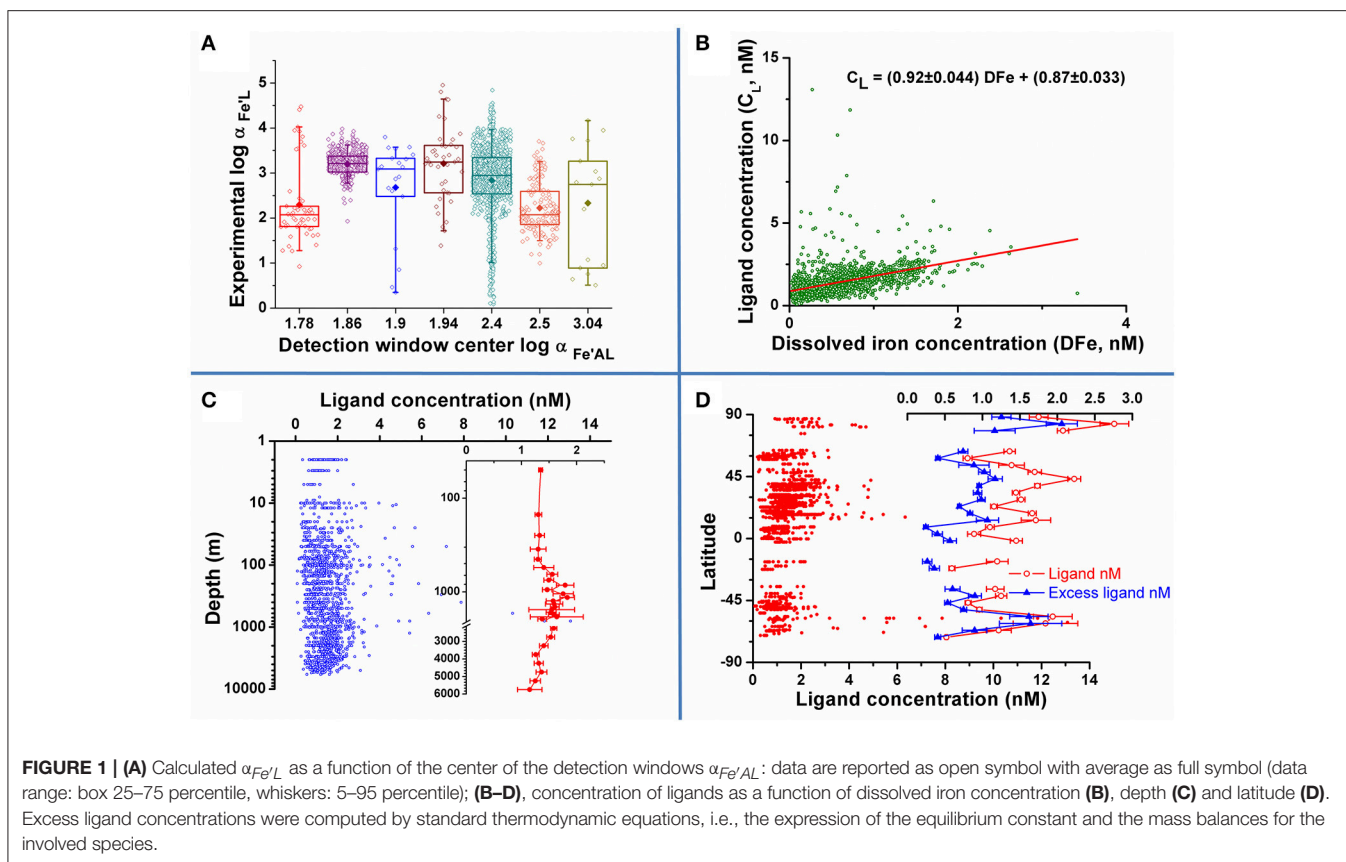 A
Experimental log α Fe'L
5
4
3
2
1
0
1.78 1.86 1.9 1.94 2.4 2.5 3.04
Detection window center log α Fe'AL
B
Ligand concentration (C_L, nM)
15
10
5
0
C_L = (0.92±0.044) DFe + (0.87±0.033)
0 2 4
Dissolved iron concentration (DFe, nM)
C
Ligand concentration (nM)
0 2 4 6 8 10 12 14
Depth (m)
1
10
100
1000
10000
0 1 2
100
1000
2000
3000
4000
5000
6000
D
0.0 0.5 1.0 1.5 2.0 2.5 3.0
Latitude
90
45
0
-45
-90
Ligand nM
Excess ligand nM
0 2 4 6 8 10 12 14
Ligand concentration (nM)
FIGURE 1 | (A) Calculated α_Fe′L as a function of the center of the detection windows α_Fe′AL: data are reported as open symbol with average as full symbol (data
range: box 25–75 percentile, whiskers: 5–95 percentile); (B–D), concentration of ligands as a function of dissolved iron concentration (B), depth (C) and latitude (D).
Excess ligand concentrations were computed by standard thermodynamic equations, i.e., the expression of the equilibrium constant and the mass balances for the
involved species.